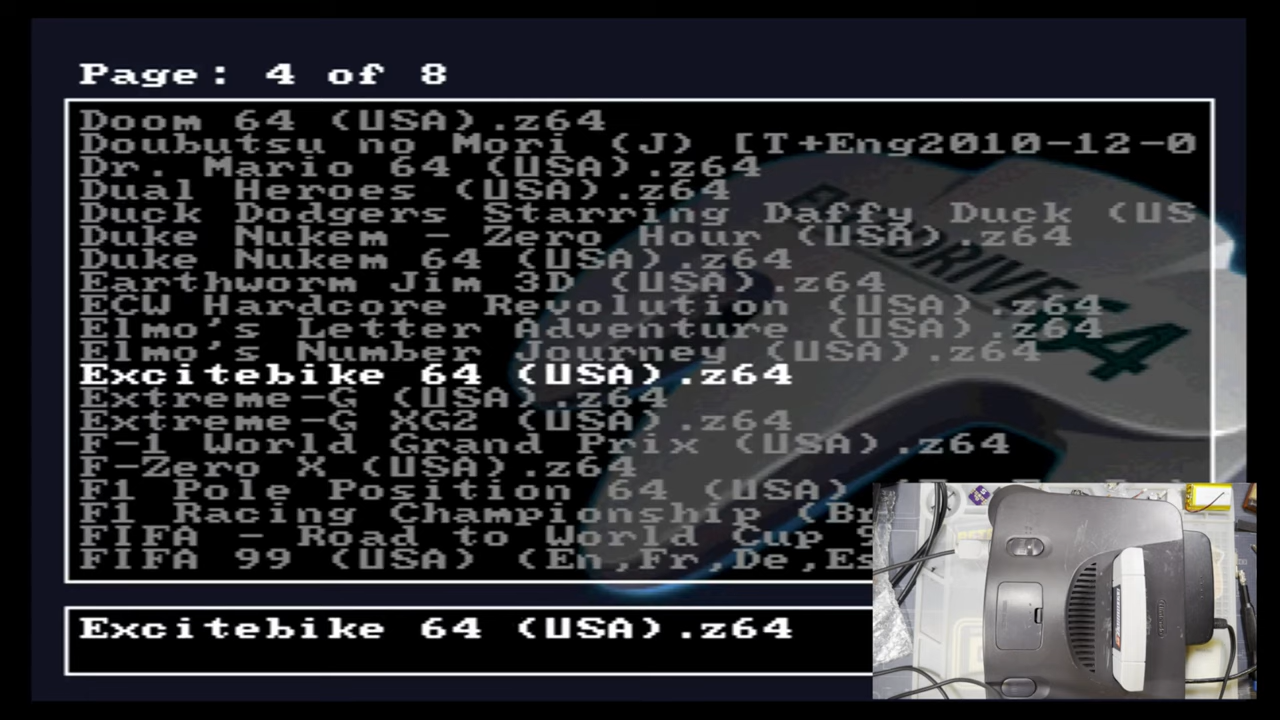 Page: 4 of 8
Doom 64 (USA).z64
Doubutsu no Mori (J) [T+Eng2010-12-0
Dr. Mario 64 (USA).z64
Dual Heroes (USA).z64
Duck Dodgers Starring Daffy Duck (US
Duke Nukem - Zero Hour (USA).z64
Duke Nukem 64 (USA).z64
Earthworm Jim 3D (USA).z64
ECW Hardcore Revolution (USA).z64
Elmo's Letter Adventure (USA).z64
Elmo's Number Journey (USA).z64
Excitebike 64 (USA).z64
Extreme-G (USA).z64
Extreme-G XG2 (USA).z64
F-1 World Grand Prix (USA).z64
F-Zero X (USA).z64
F1 Pole Position 64 (USA)
F1 Racing Championship (Br
FIFA - Road to World Cup 9
FIFA 99 (USA) (En,Fr,De,Es
EVERDRIVE64
Excitebike 64 (USA).z64